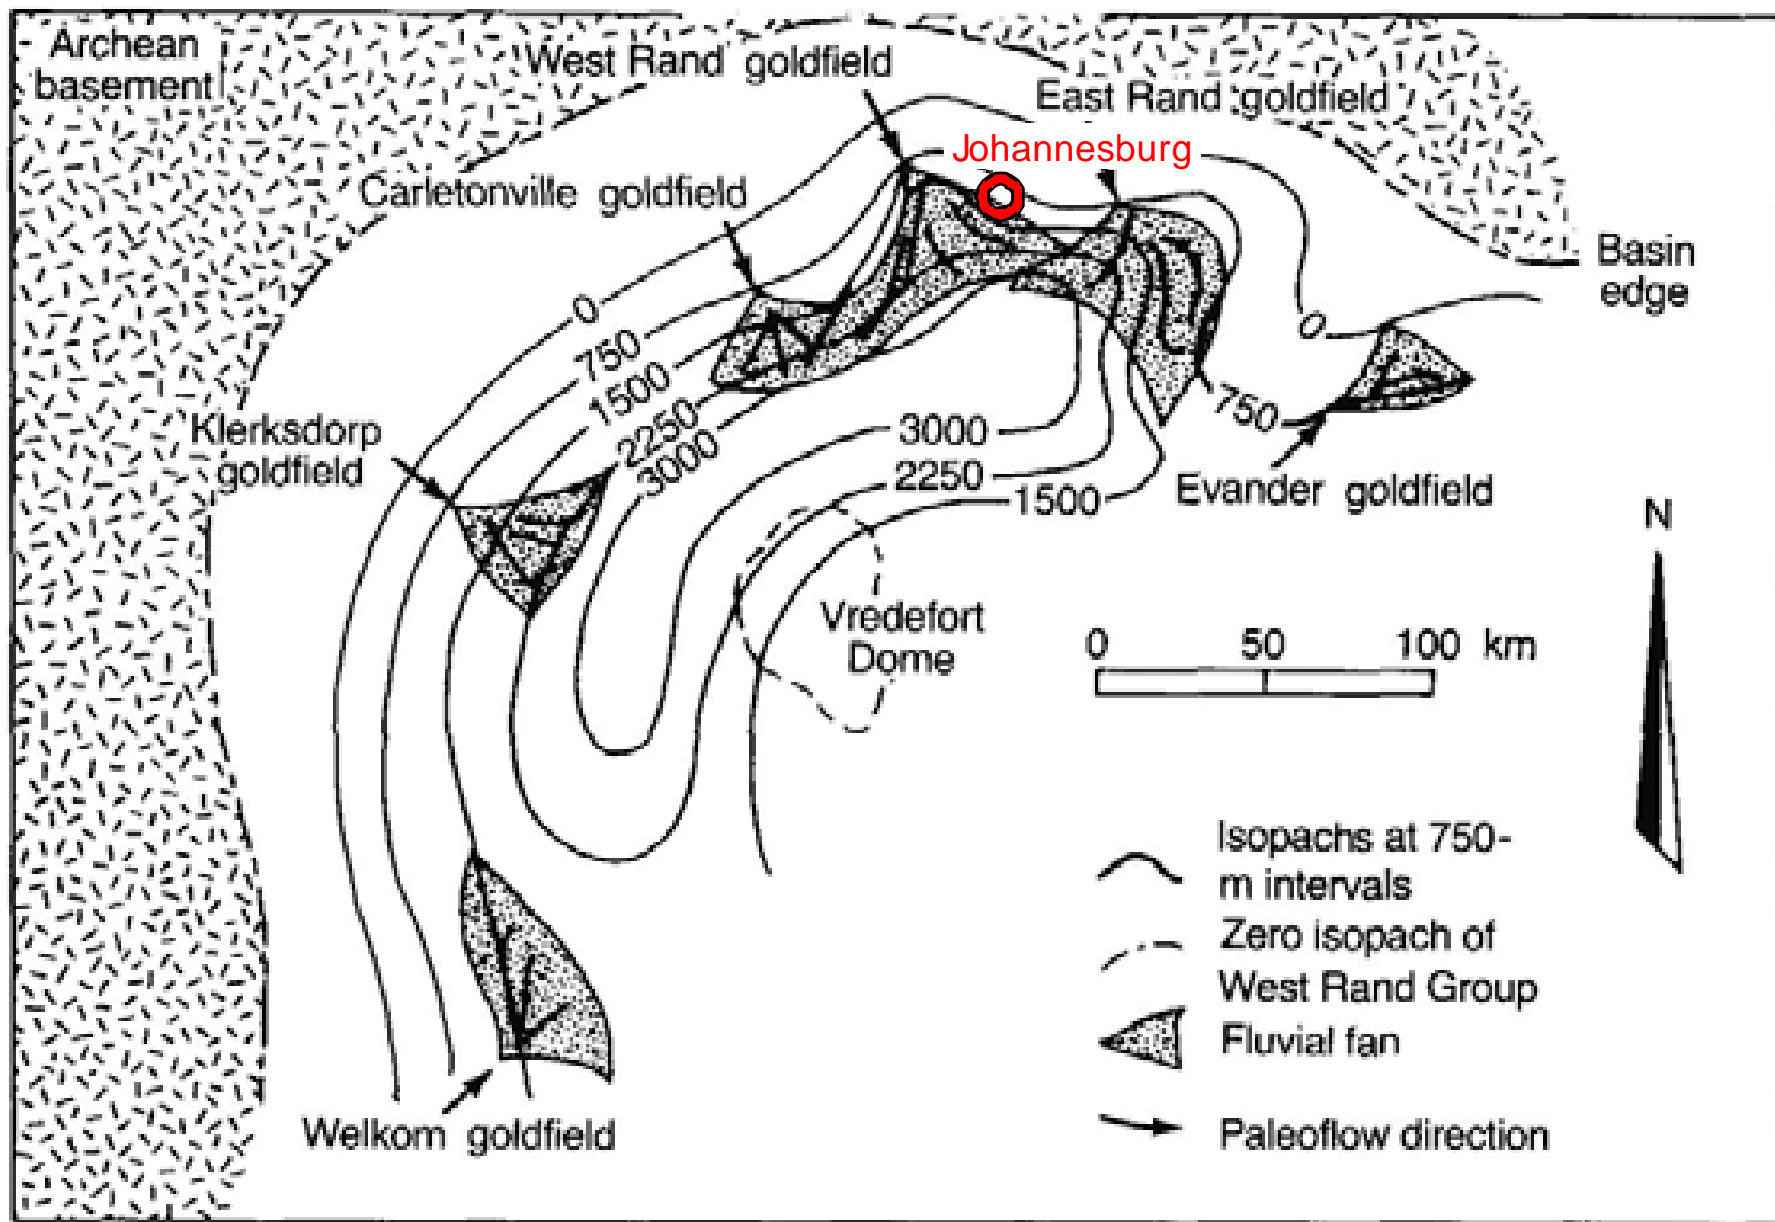 Archean
basement
West Rand goldfield
East Rand goldfield
Johannesburg
Carletonville goldfield
Basin
edge
0
750
1500
2250
3000
0
750
Klerksdorp
goldfield
3000
2250
1500
Evander goldfield
N
Vredefort
Dome
0 50 100 km
Isopachs at 750-
m intervals
Zero isopach of
West Rand Group
Fluvial fan
Paleoflow direction
Welkom goldfield